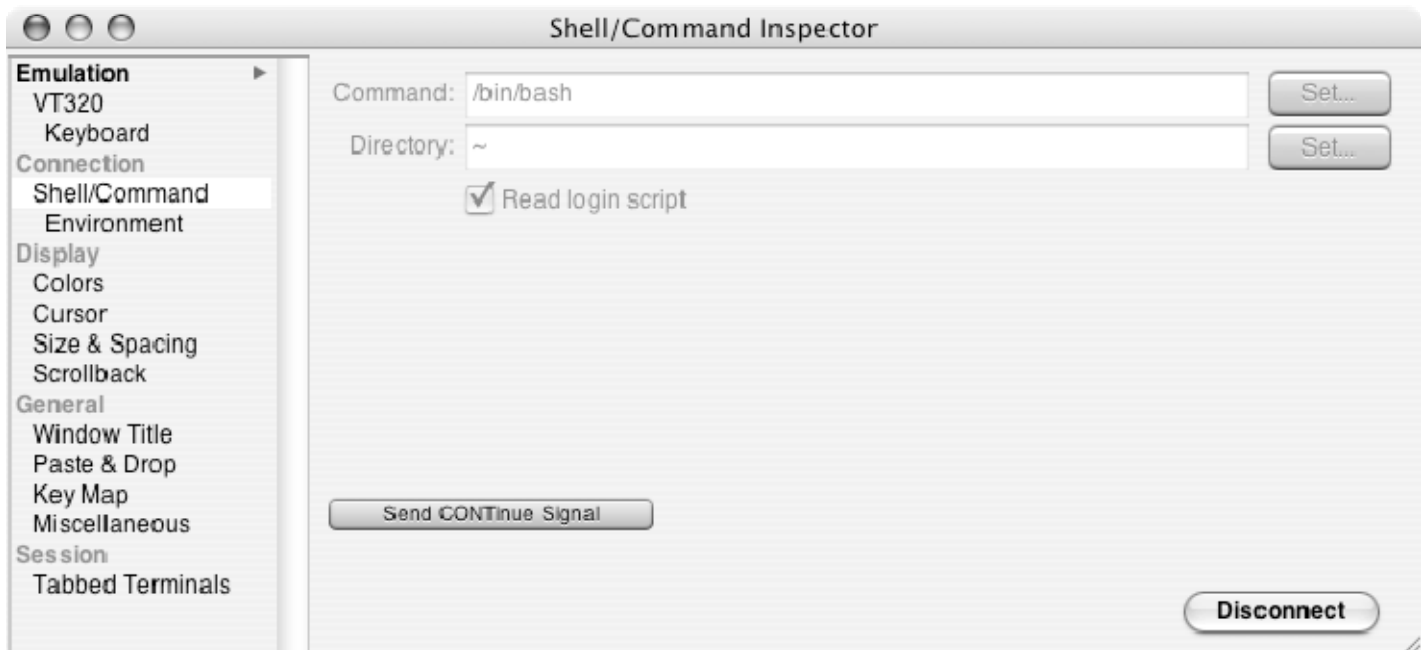 Shell/Command Inspector
Emulation
VT320
Keyboard
Connection
Shell/Command
Environment
Display
Colors
Cursor
Size & Spacing
Scrollback
General
Window Title
Paste & Drop
Key Map
Miscellaneous
Session
Tabbed Terminals
Command: /bin/bash Set...
Directory: ~ Set...
Read login script
Send CONTinue Signal
Disconnect